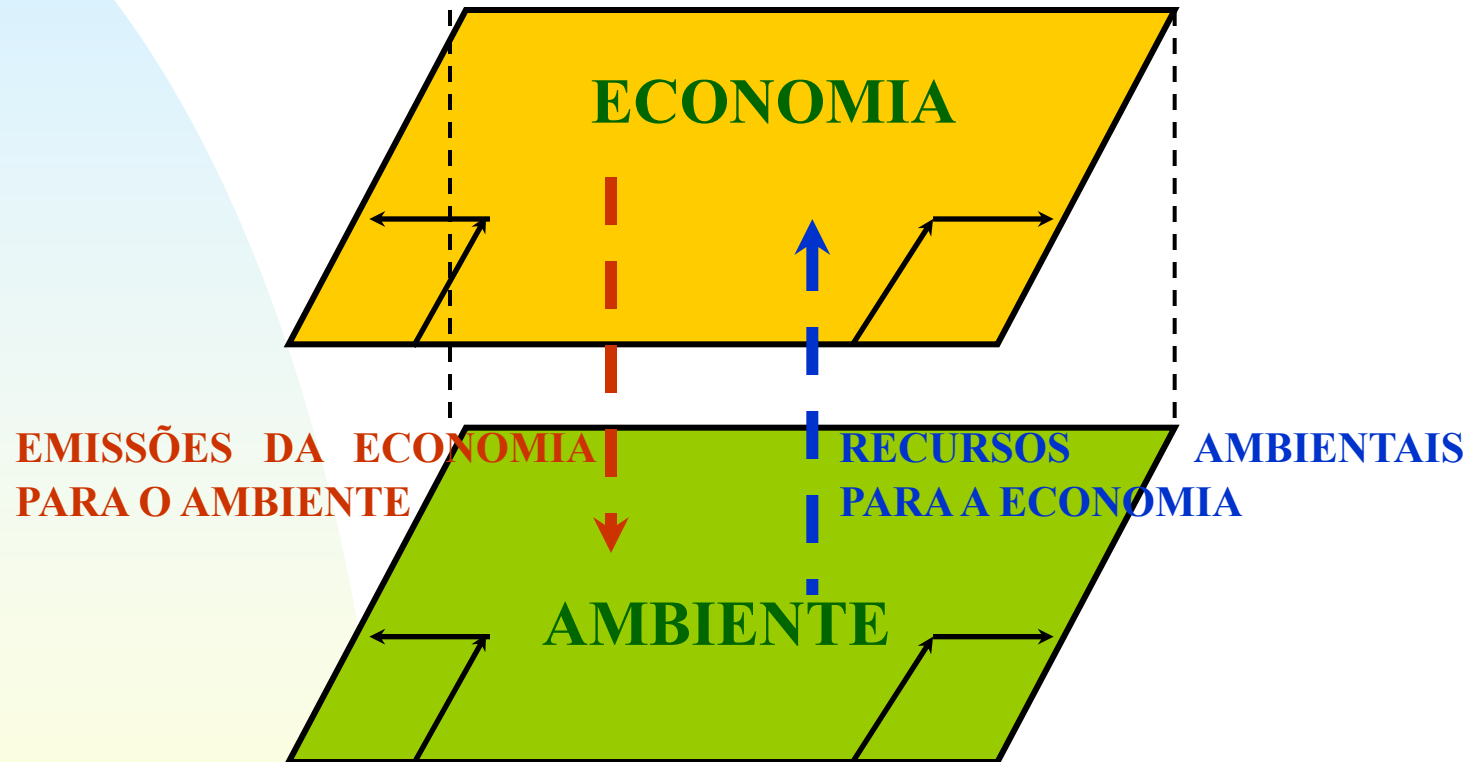 ECONOMIA
EMISSÕES DA ECONOMIA
PARA O AMBIENTE
RECURSOS AMBIENTAIS
PARA A ECONOMIA
AMBIENTE